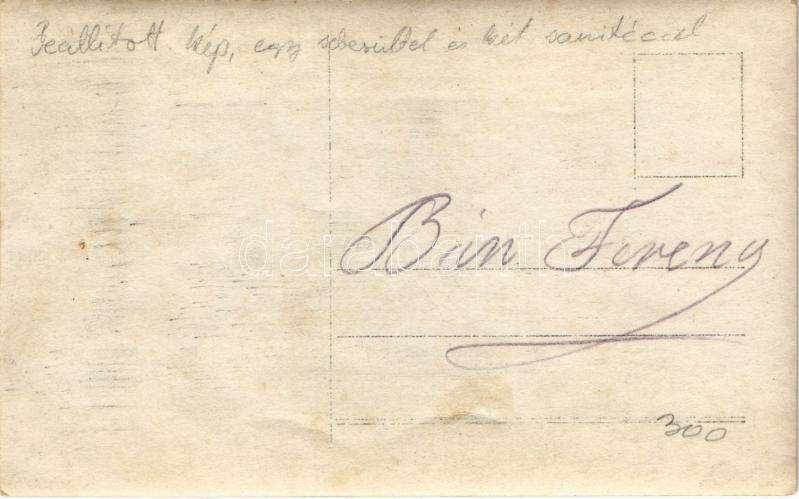 Beállított kép, egy sebesülttel és két sanitéccel
Bán Ferenc
darabanth
300